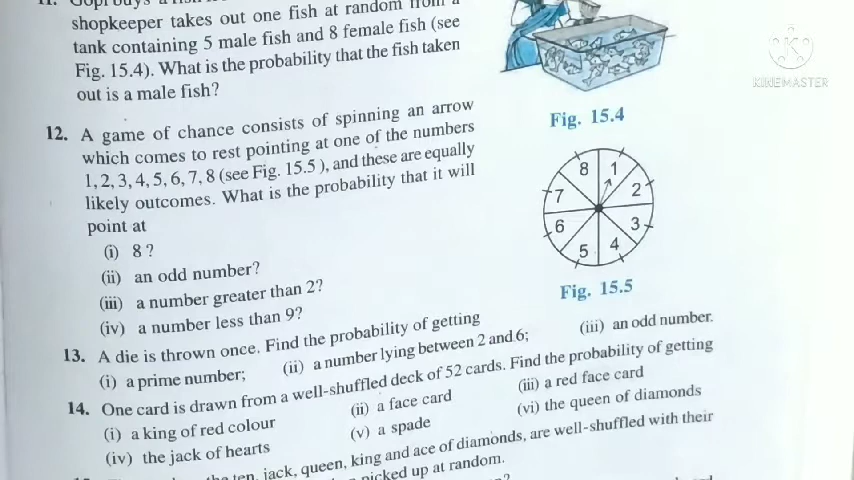 11. Gopi buys a fish
shopkeeper takes out one fish at random from a
tank containing 5 male fish and 8 female fish (see
Fig. 15.4). What is the probability that the fish taken
out is a male fish?
Fig. 15.4
12. A game of chance consists of spinning an arrow
which comes to rest pointing at one of the numbers
1, 2, 3, 4, 5, 6, 7, 8 (see Fig. 15.5 ), and these are equally
likely outcomes. What is the probability that it will
point at
(i) 8 ?
(ii) an odd number?
(iii) a number greater than 2?
(iv) a number less than 9?
8 1
7 2
6 3
5 4
Fig. 15.5
13. A die is thrown once. Find the probability of getting
(i) a prime number; (ii) a number lying between 2 and 6; (iii) an odd number.
14. One card is drawn from a well-shuffled deck of 52 cards. Find the probability of getting
(i) a king of red colour (ii) a face card (iii) a red face card
(iv) the jack of hearts (v) a spade (vi) the queen of diamonds
ten, jack, queen, king and ace of diamonds, are well-shuffled with their
picked up at random.
KINEMASTER